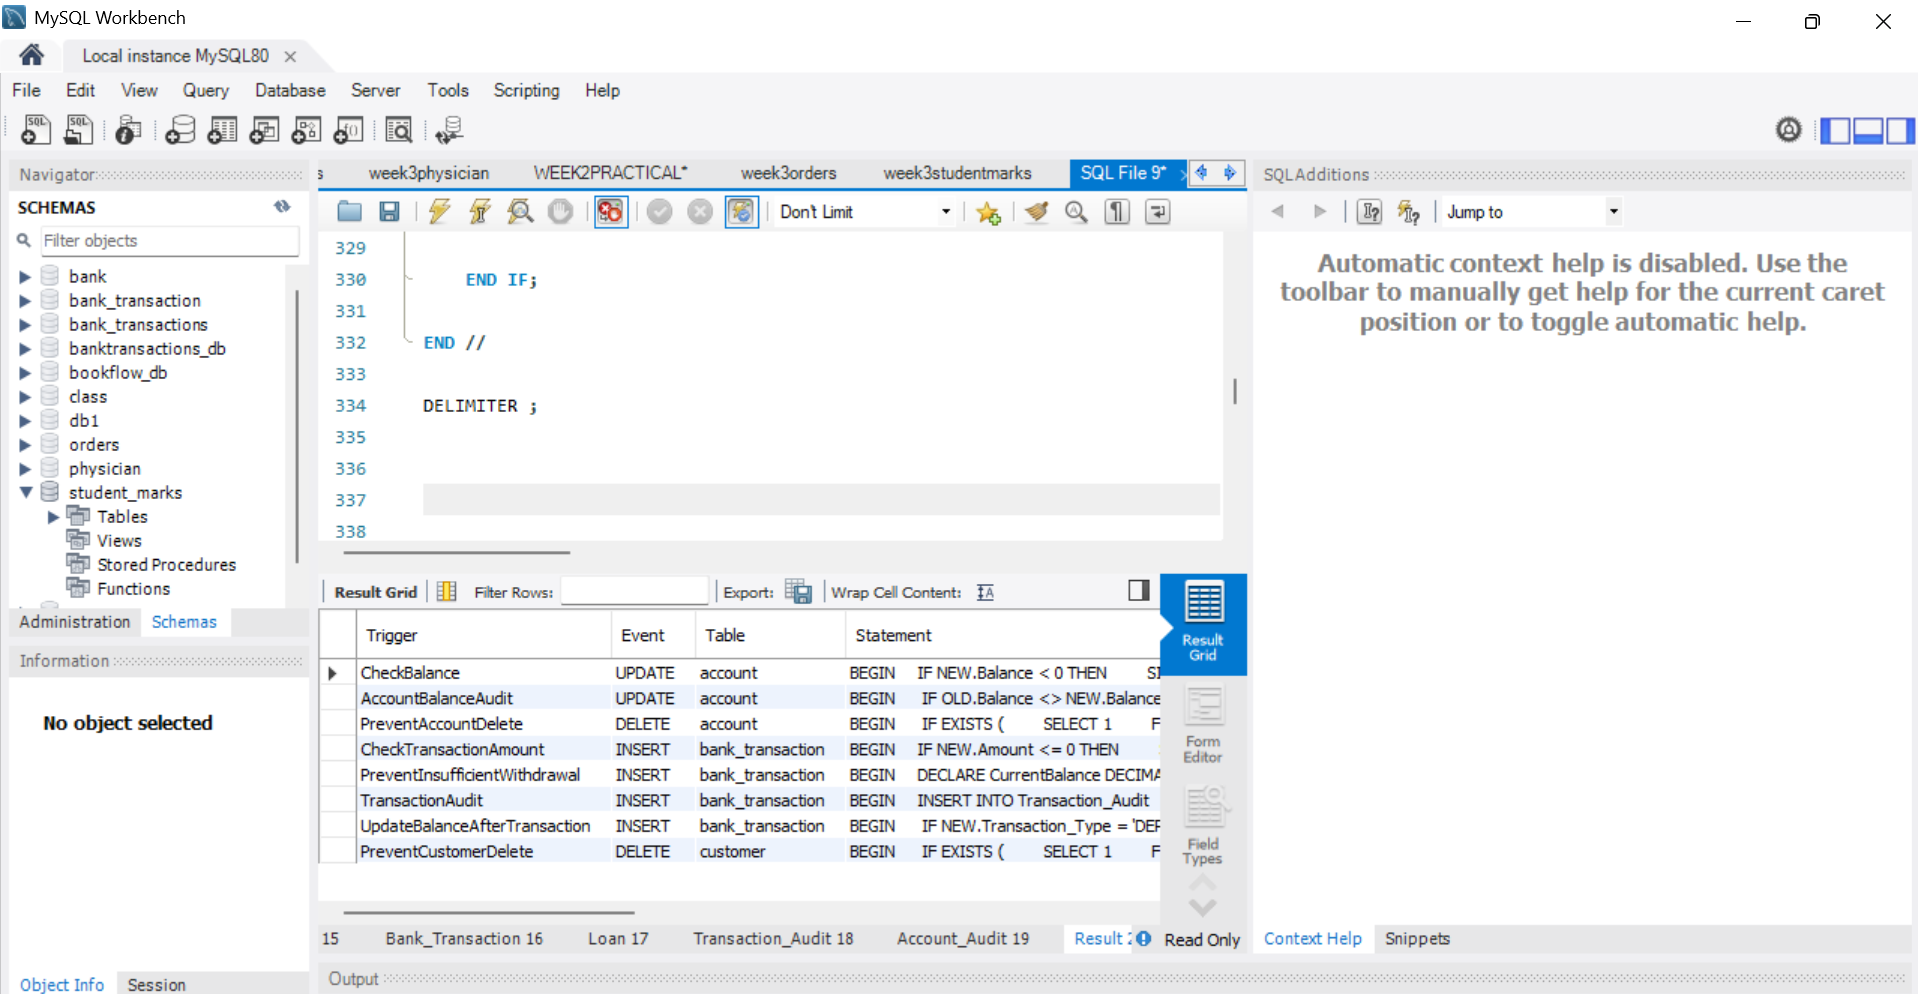 MySQL Workbench
Local instance MySQL80
File Edit View Query Database Server Tools Scripting Help
Navigator
SCHEMAS
Filter objects
bank
bank_transaction
bank_transactions
banktransactions_db
bookflow_db
class
db1
orders
physician
student_marks
Tables
Views
Stored Procedures
Functions
Administration Schemas
Information
No object selected
Object Info Session
s week3physician WEEK2PRACTICAL* week3orders week3studentmarks SQL File 9*
Don't Limit
329
330 END IF;
331
332 END //
333
334 DELIMITER ;
335
336
337
338
Result Grid Filter Rows: Export: Wrap Cell Content:
Trigger Event Table Statement
CheckBalance UPDATE account BEGIN IF NEW.Balance < 0 THEN SI
AccountBalanceAudit UPDATE account BEGIN IF OLD.Balance <> NEW.Balance
PreventAccountDelete DELETE account BEGIN IF EXISTS ( SELECT 1 F
CheckTransactionAmount INSERT bank_transaction BEGIN IF NEW.Amount <= 0 THEN
PreventInsufficientWithdrawal INSERT bank_transaction BEGIN DECLARE CurrentBalance DECIMA
TransactionAudit INSERT bank_transaction BEGIN INSERT INTO Transaction_Audit
UpdateBalanceAfterTransaction INSERT bank_transaction BEGIN IF NEW.Transaction_Type = 'DEP
PreventCustomerDelete DELETE customer BEGIN IF EXISTS ( SELECT 1 F
Result
Grid
Form
Editor
Field
Types
15 Bank_Transaction 16 Loan 17 Transaction_Audit 18 Account_Audit 19 Result 2 Read Only
Output
SQLAdditions
Jump to
Automatic context help is disabled. Use the
toolbar to manually get help for the current caret
position or to toggle automatic help.
Context Help Snippets